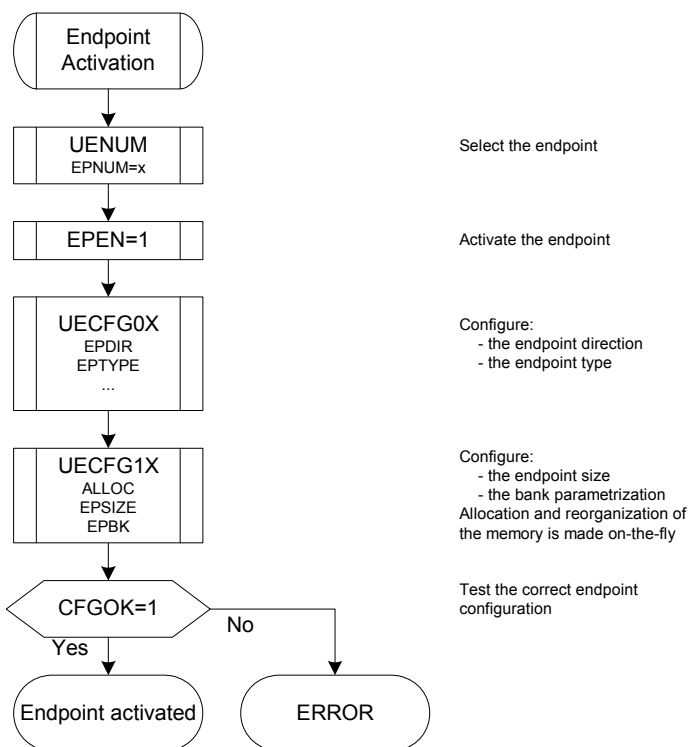 Endpoint
Activation
UENUM
EPNUM=x
Select the endpoint
EPEN=1
Activate the endpoint
UECFG0X
EPDIR
EPTYPE
...
Configure:
- the endpoint direction
- the endpoint type
UECFG1X
ALLOC
EPSIZE
EPBK
Configure:
- the endpoint size
- the bank parametrization
Allocation and reorganization of
the memory is made on-the-fly
CFGOK=1
Test the correct endpoint
configuration
No
Yes
Endpoint activated
ERROR